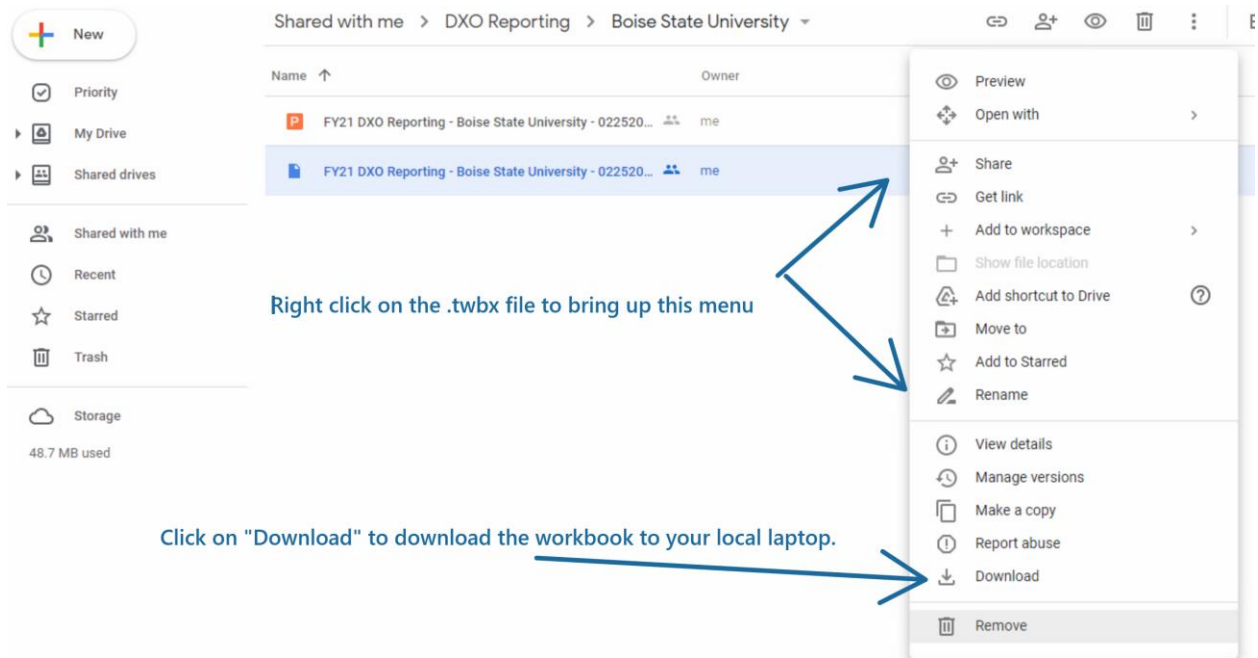 New
Priority
My Drive
Shared drives
Shared with me
Recent
Starred
Trash
Storage
48.7 MB used
Shared with me > DXO Reporting > Boise State University
Name
Owner
P FY21 DXO Reporting - Boise State University - 022520... me
FY21 DXO Reporting - Boise State University - 022520... me
Right click on the .twbx file to bring up this menu
Click on "Download" to download the workbook to your local laptop.
Preview
Open with
Share
Get link
Add to workspace
Show file location
Add shortcut to Drive
Move to
Add to Starred
Rename
View details
Manage versions
Make a copy
Report abuse
Download
Remove